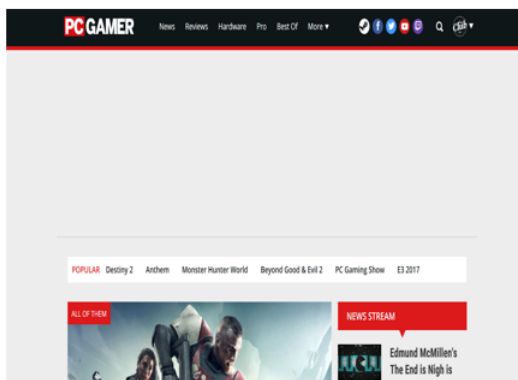 PC GAMER News Reviews Hardware Pro Best Of More ▾
POPULAR Destiny 2 Anthem Monster Hunter World Beyond Good & Evil 2 PC Gaming Show E3 2017
ALL OF THEM
NEWS STREAM
Edmund McMillen's
The End is Nigh is